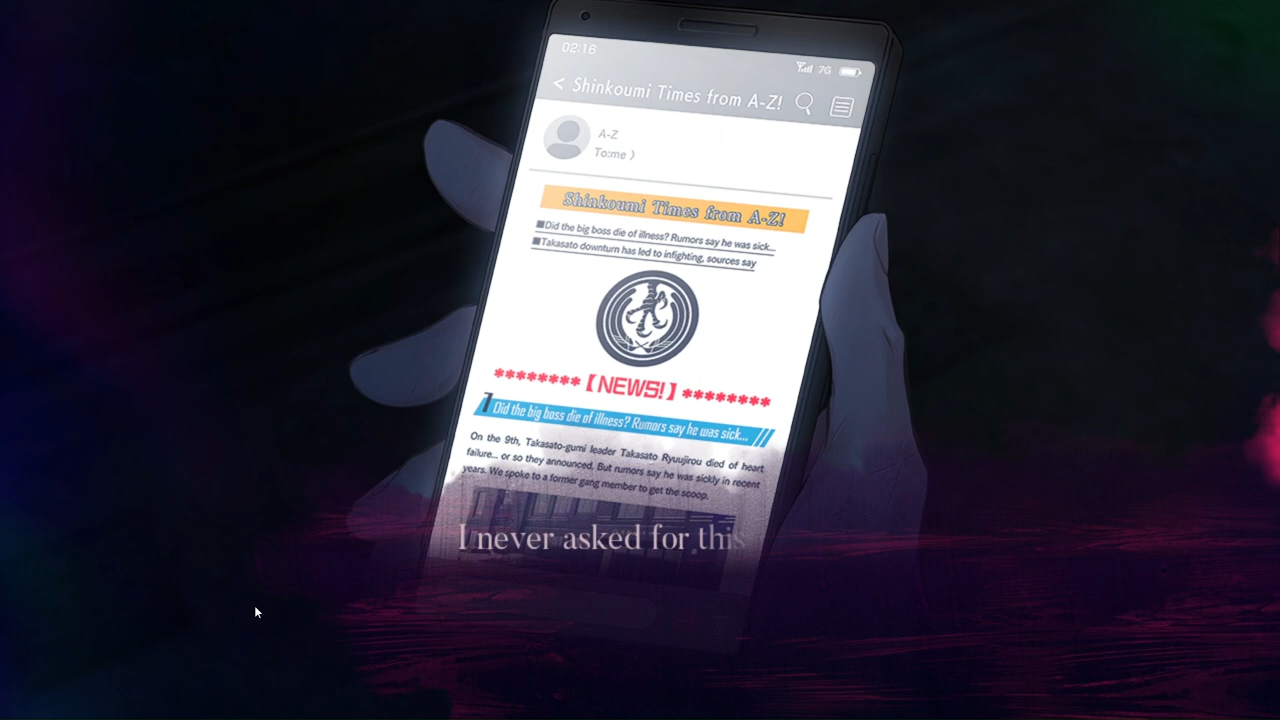 02:16
7G
< Shinkoumi Times from A-Z!
A-Z
To:me 〉
Shinkoumi Times from A-Z!
■Did the big boss die of illness? Rumors say he was sick...
■Takasato downturn has led to infighting, sources say
********【NEWS!】********
1 Did the big boss die of illness? Rumors say he was sick...
On the 9th, Takasato-gumi leader Takasato Ryuujirou died of heart
failure... or so they announced. But rumors say he was sickly in recent
years. We spoke to a former gang member to get the scoop.
I never asked for this